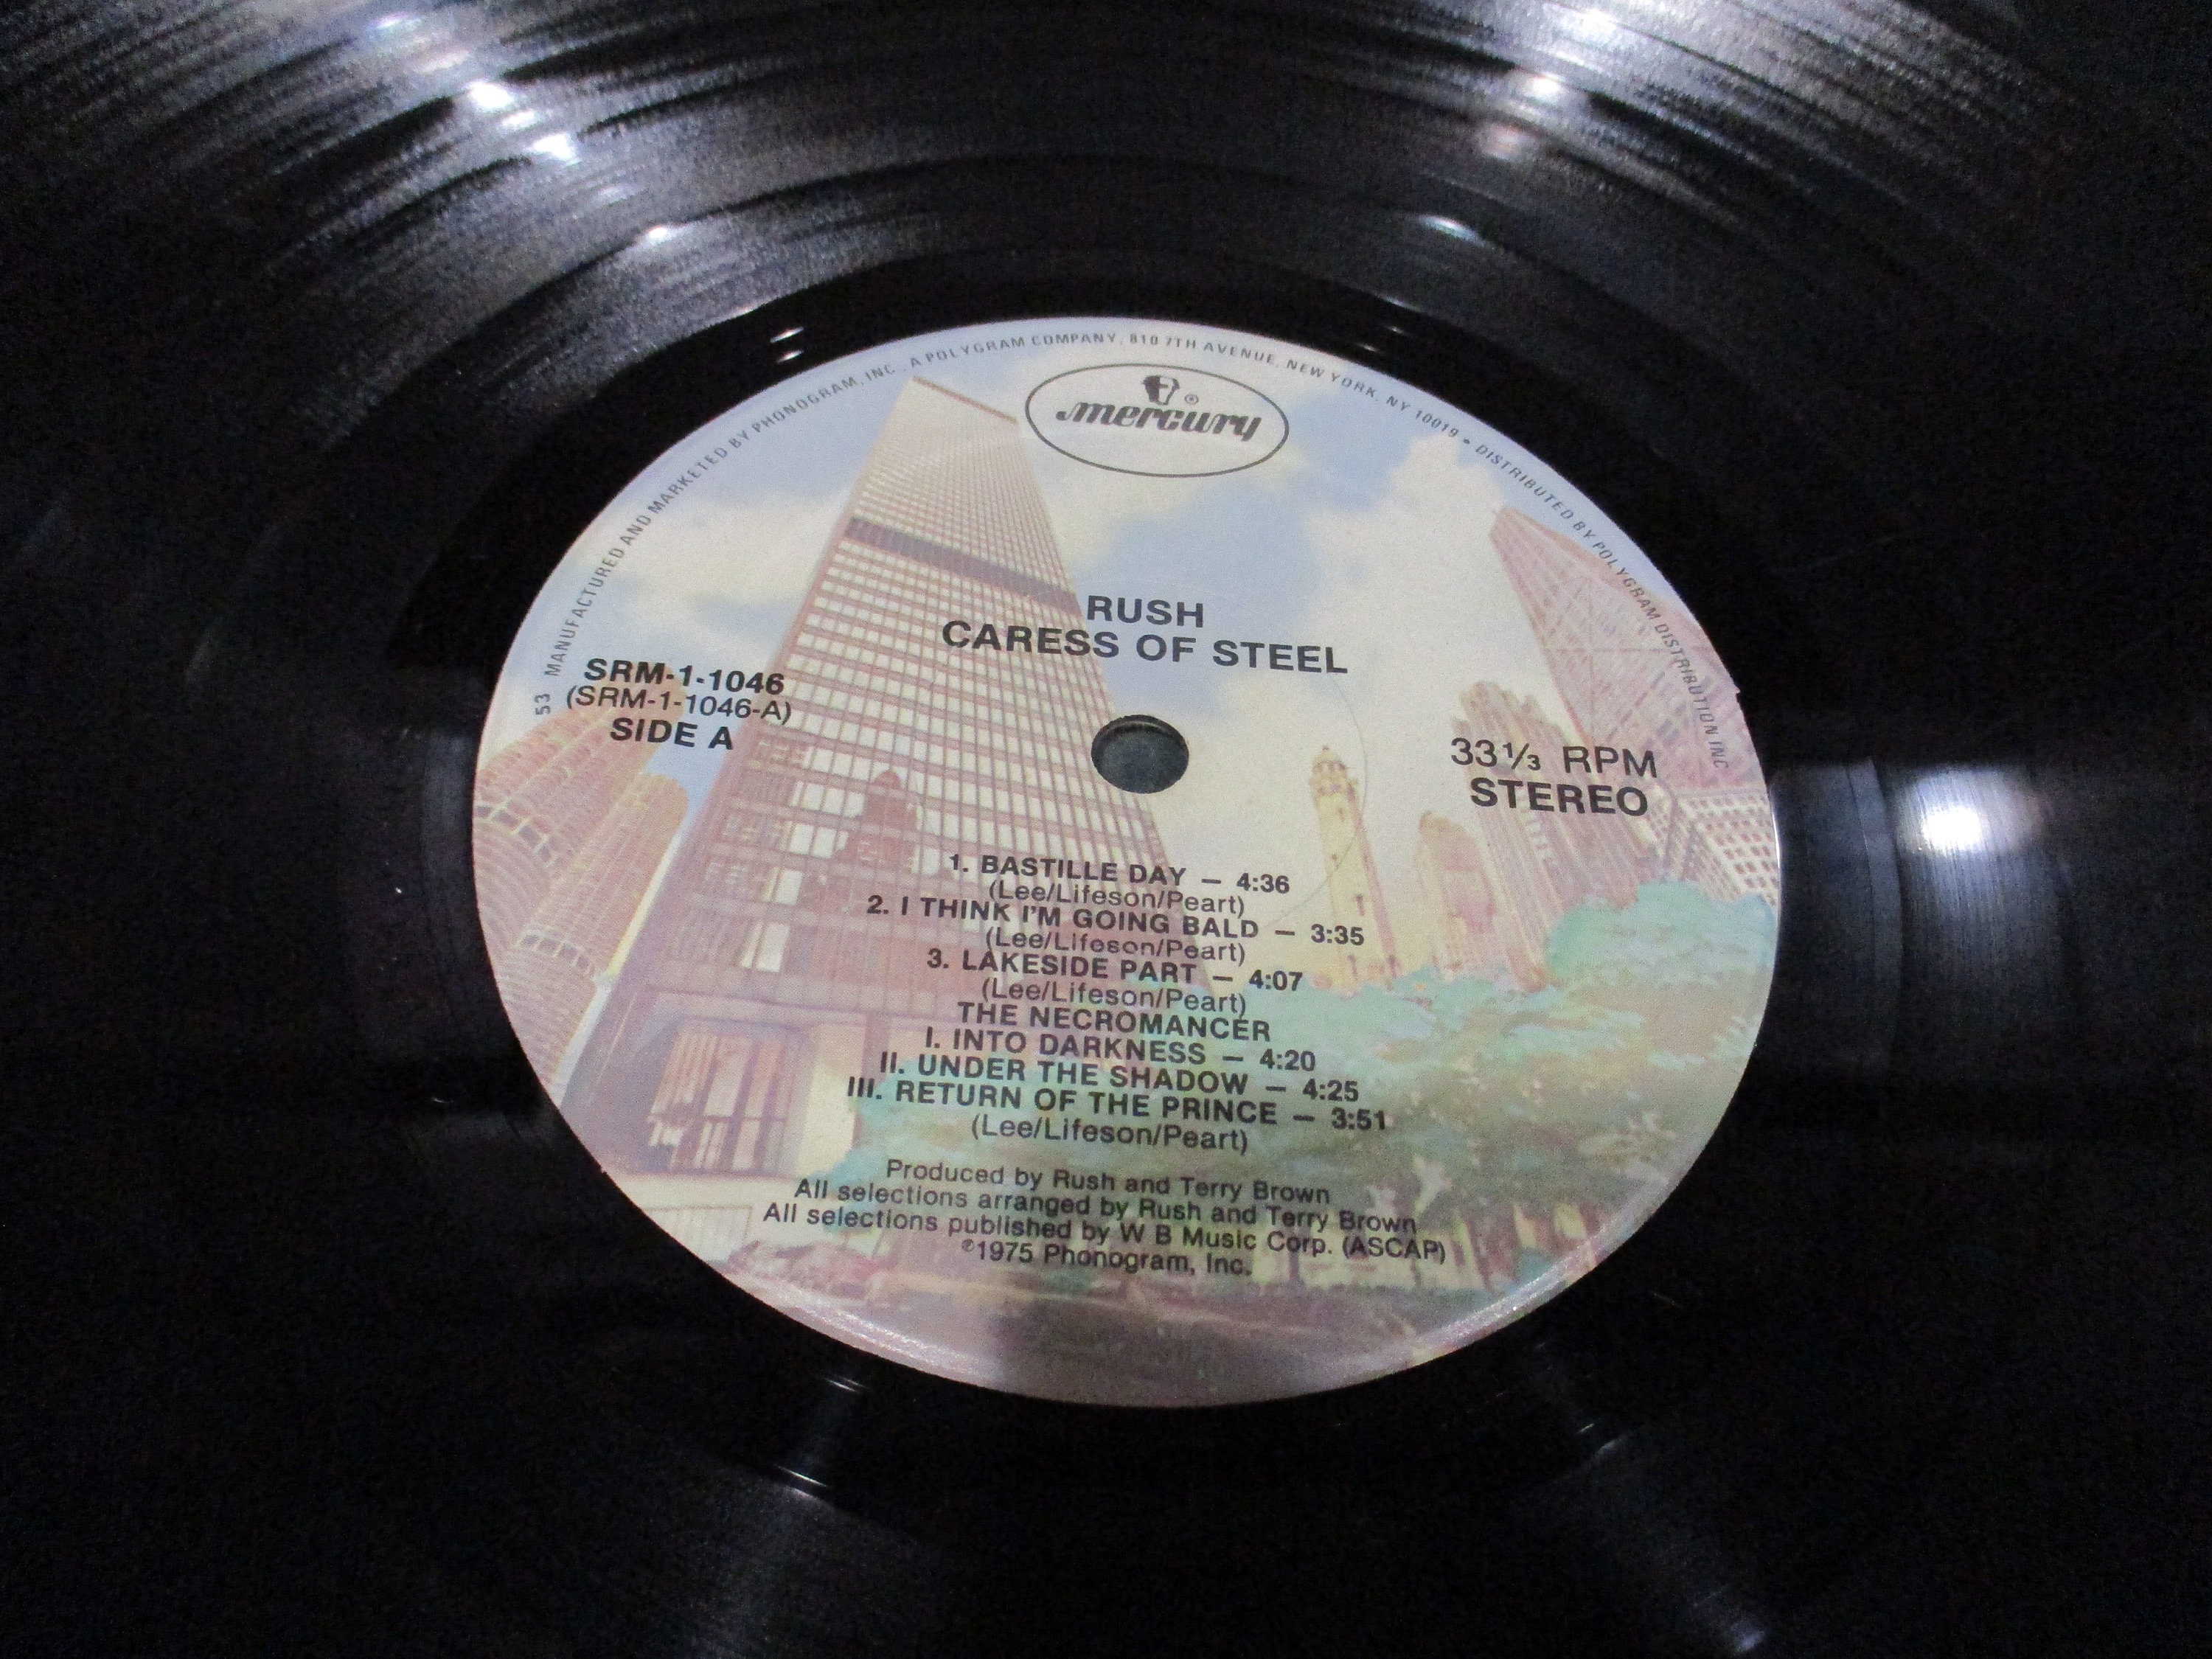 53 MANUFACTURED AND MARKETED BY PHONOGRAM, INC., A POLYGRAM COMPANY, 810 7TH AVENUE, NEW YORK, NY 10019 • DISTRIBUTED BY POLYGRAM DISTRIBUTION INC
mercury ®
RUSH
CARESS OF STEEL
SRM-1-1046
(SRM-1-1046-A)
SIDE A
33⅓ RPM
STEREO
1. BASTILLE DAY — 4:36
(Lee/Lifeson/Peart)
2. I THINK I'M GOING BALD — 3:35
(Lee/Lifeson/Peart)
3. LAKESIDE PART — 4:07
(Lee/Lifeson/Peart)
THE NECROMANCER
I. INTO DARKNESS — 4:20
II. UNDER THE SHADOW — 4:25
III. RETURN OF THE PRINCE — 3:51
(Lee/Lifeson/Peart)
Produced by Rush and Terry Brown
All selections arranged by Rush and Terry Brown
All selections published by W B Music Corp. (ASCAP)
℗1975 Phonogram, Inc.